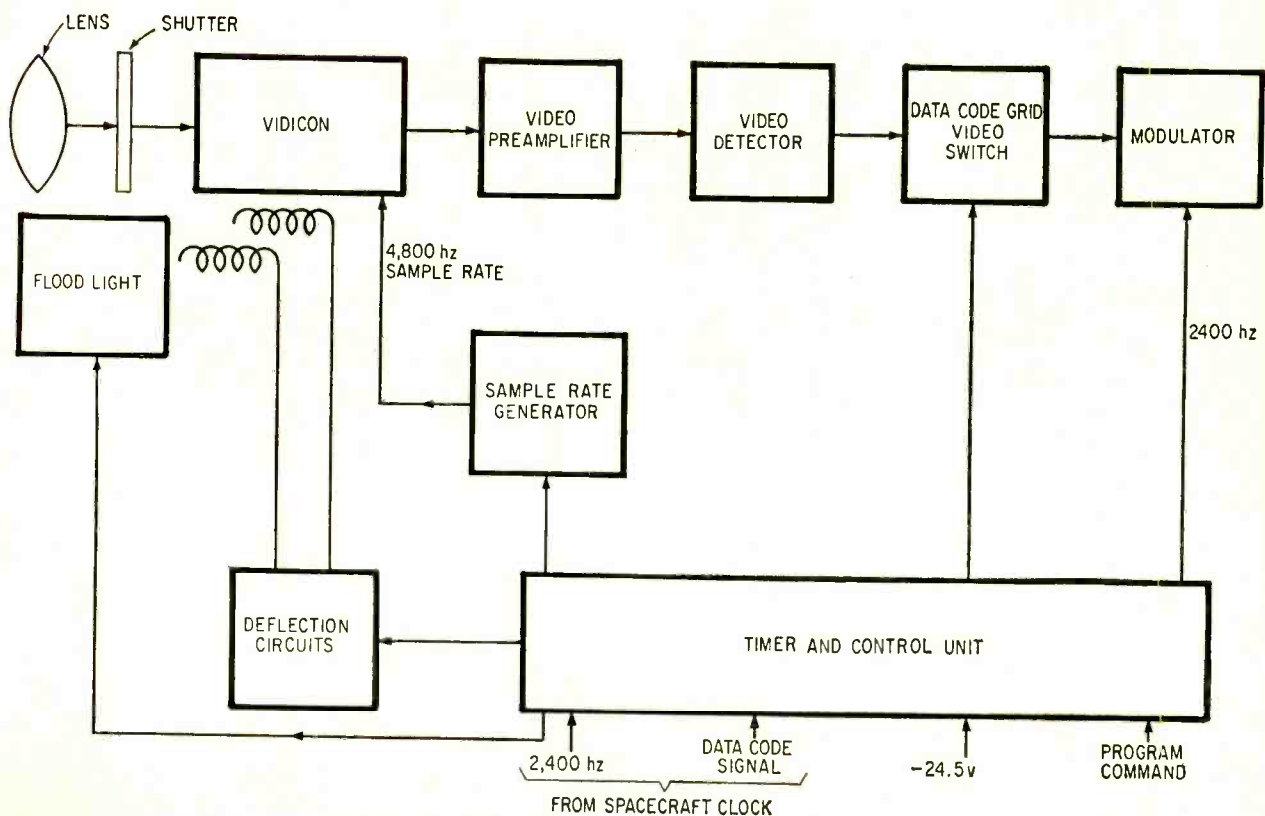 LENS
SHUTTER
VIDICON
VIDEO
PREAMPLIFIER
VIDEO
DETECTOR
DATA CODE GRID
VIDEO
SWITCH
MODULATOR
FLOOD LIGHT
4,800 hz
SAMPLE RATE
2400 hz
SAMPLE RATE
GENERATOR
DEFLECTION
CIRCUITS
TIMER AND CONTROL UNIT
2,400 hz
DATA CODE
SIGNAL
-24.5v
PROGRAM
COMMAND
FROM SPACECRAFT CLOCK